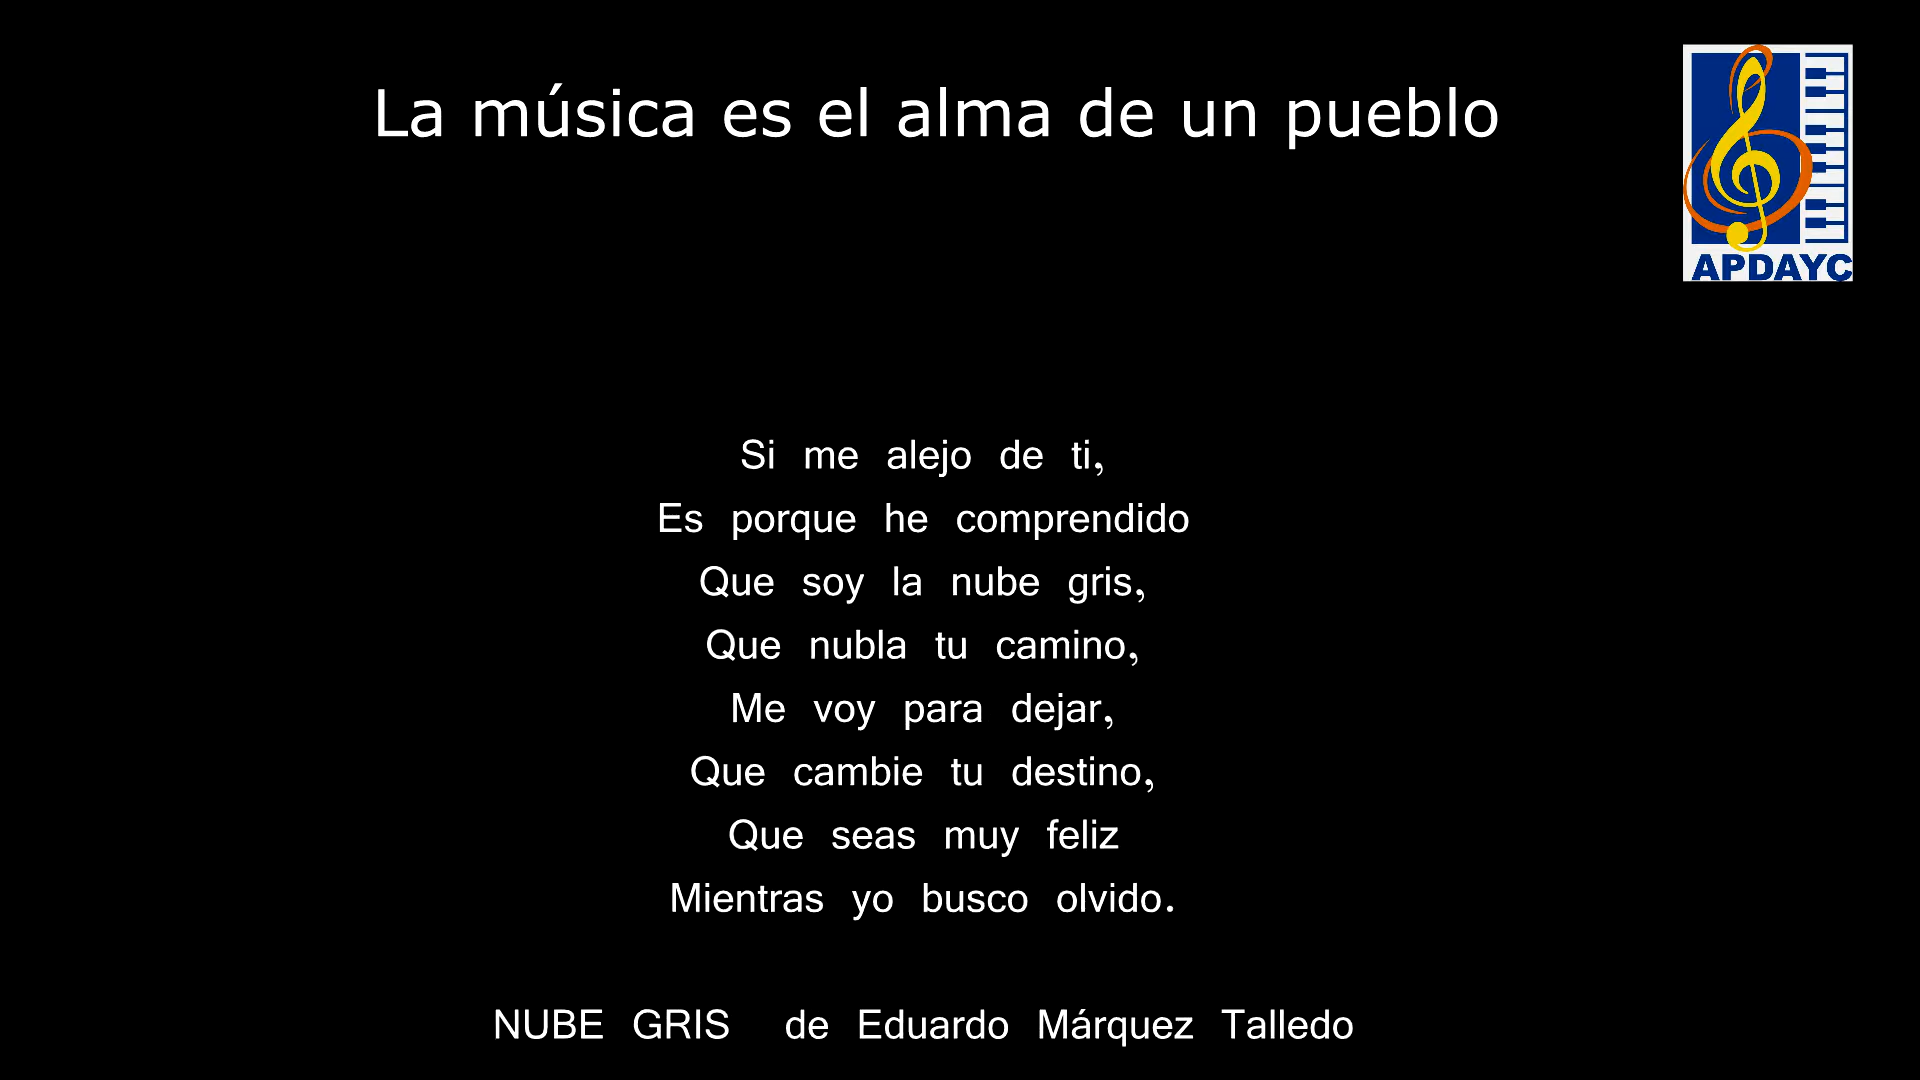 La música es el alma de un pueblo
APDAYC
Si me alejo de ti,
Es porque he comprendido
Que soy la nube gris,
Que nubla tu camino,
Me voy para dejar,
Que cambie tu destino,
Que seas muy feliz
Mientras yo busco olvido.
NUBE GRIS de Eduardo Márquez Talledo